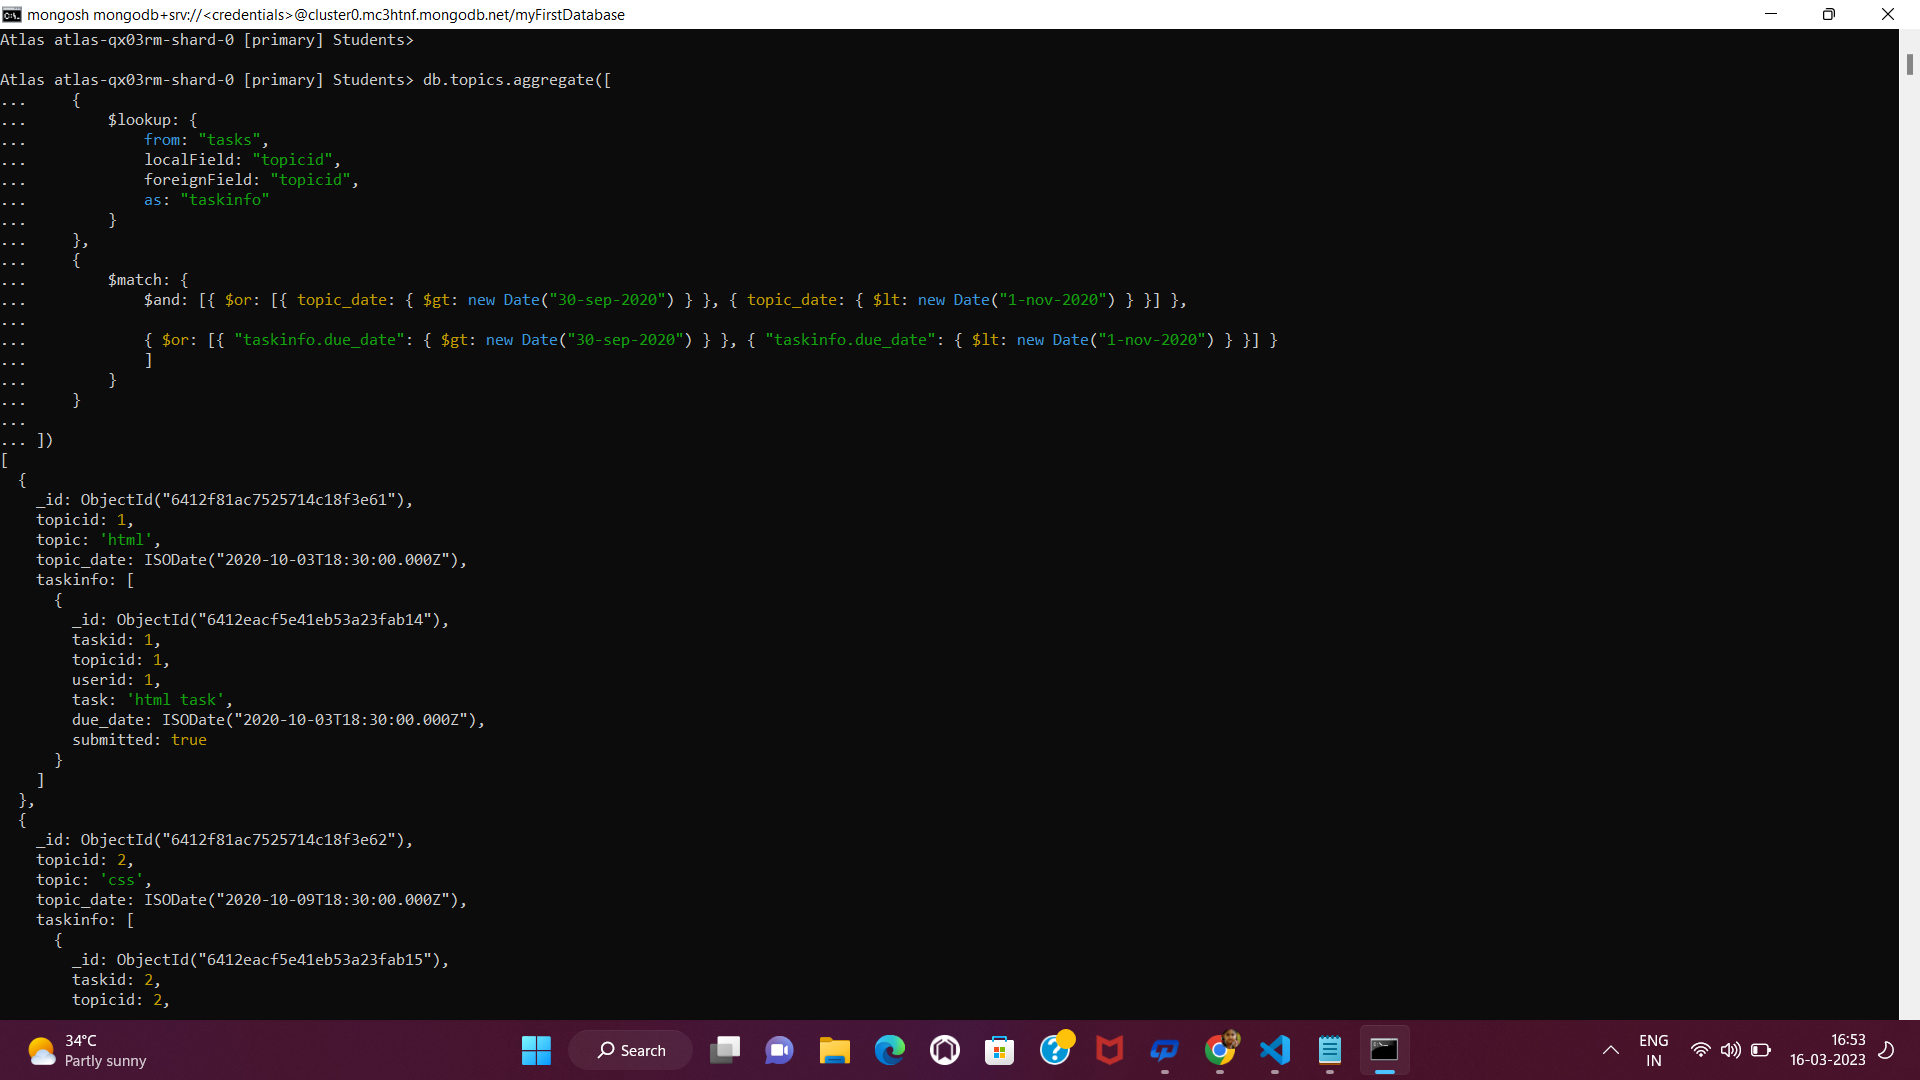 mongosh mongodb+srv://<credentials>@cluster0.mc3htnf.mongodb.net/myFirstDatabase
Atlas atlas-qx03rm-shard-0 [primary] Students>
Atlas atlas-qx03rm-shard-0 [primary] Students> db.topics.aggregate([
...     {
...         $lookup: {
...             from: "tasks",
...             localField: "topicid",
...             foreignField: "topicid",
...             as: "taskinfo"
...         }
...     },
...     {
...         $match: {
...             $and: [{ $or: [{ topic_date: { $gt: new Date("30-sep-2020") } }, { topic_date: { $lt: new Date("1-nov-2020") } }] },
...
...             { $or: [{ "taskinfo.due_date": { $gt: new Date("30-sep-2020") } }, { "taskinfo.due_date": { $lt: new Date("1-nov-2020") } }] }
...             ]
...         }
...     }
...
... ])
[
  {
    _id: ObjectId("6412f81ac7525714c18f3e61"),
    topicid: 1,
    topic: 'html',
    topic_date: ISODate("2020-10-03T18:30:00.000Z"),
    taskinfo: [
      {
        _id: ObjectId("6412eacf5e41eb53a23fab14"),
        taskid: 1,
        topicid: 1,
        userid: 1,
        task: 'html task',
        due_date: ISODate("2020-10-03T18:30:00.000Z"),
        submitted: true
      }
    ]
  },
  {
    _id: ObjectId("6412f81ac7525714c18f3e62"),
    topicid: 2,
    topic: 'css',
    topic_date: ISODate("2020-10-09T18:30:00.000Z"),
    taskinfo: [
      {
        _id: ObjectId("6412eacf5e41eb53a23fab15"),
        taskid: 2,
        topicid: 2,
34°C
Partly sunny
Search
ENG
IN
16:53
16-03-2023